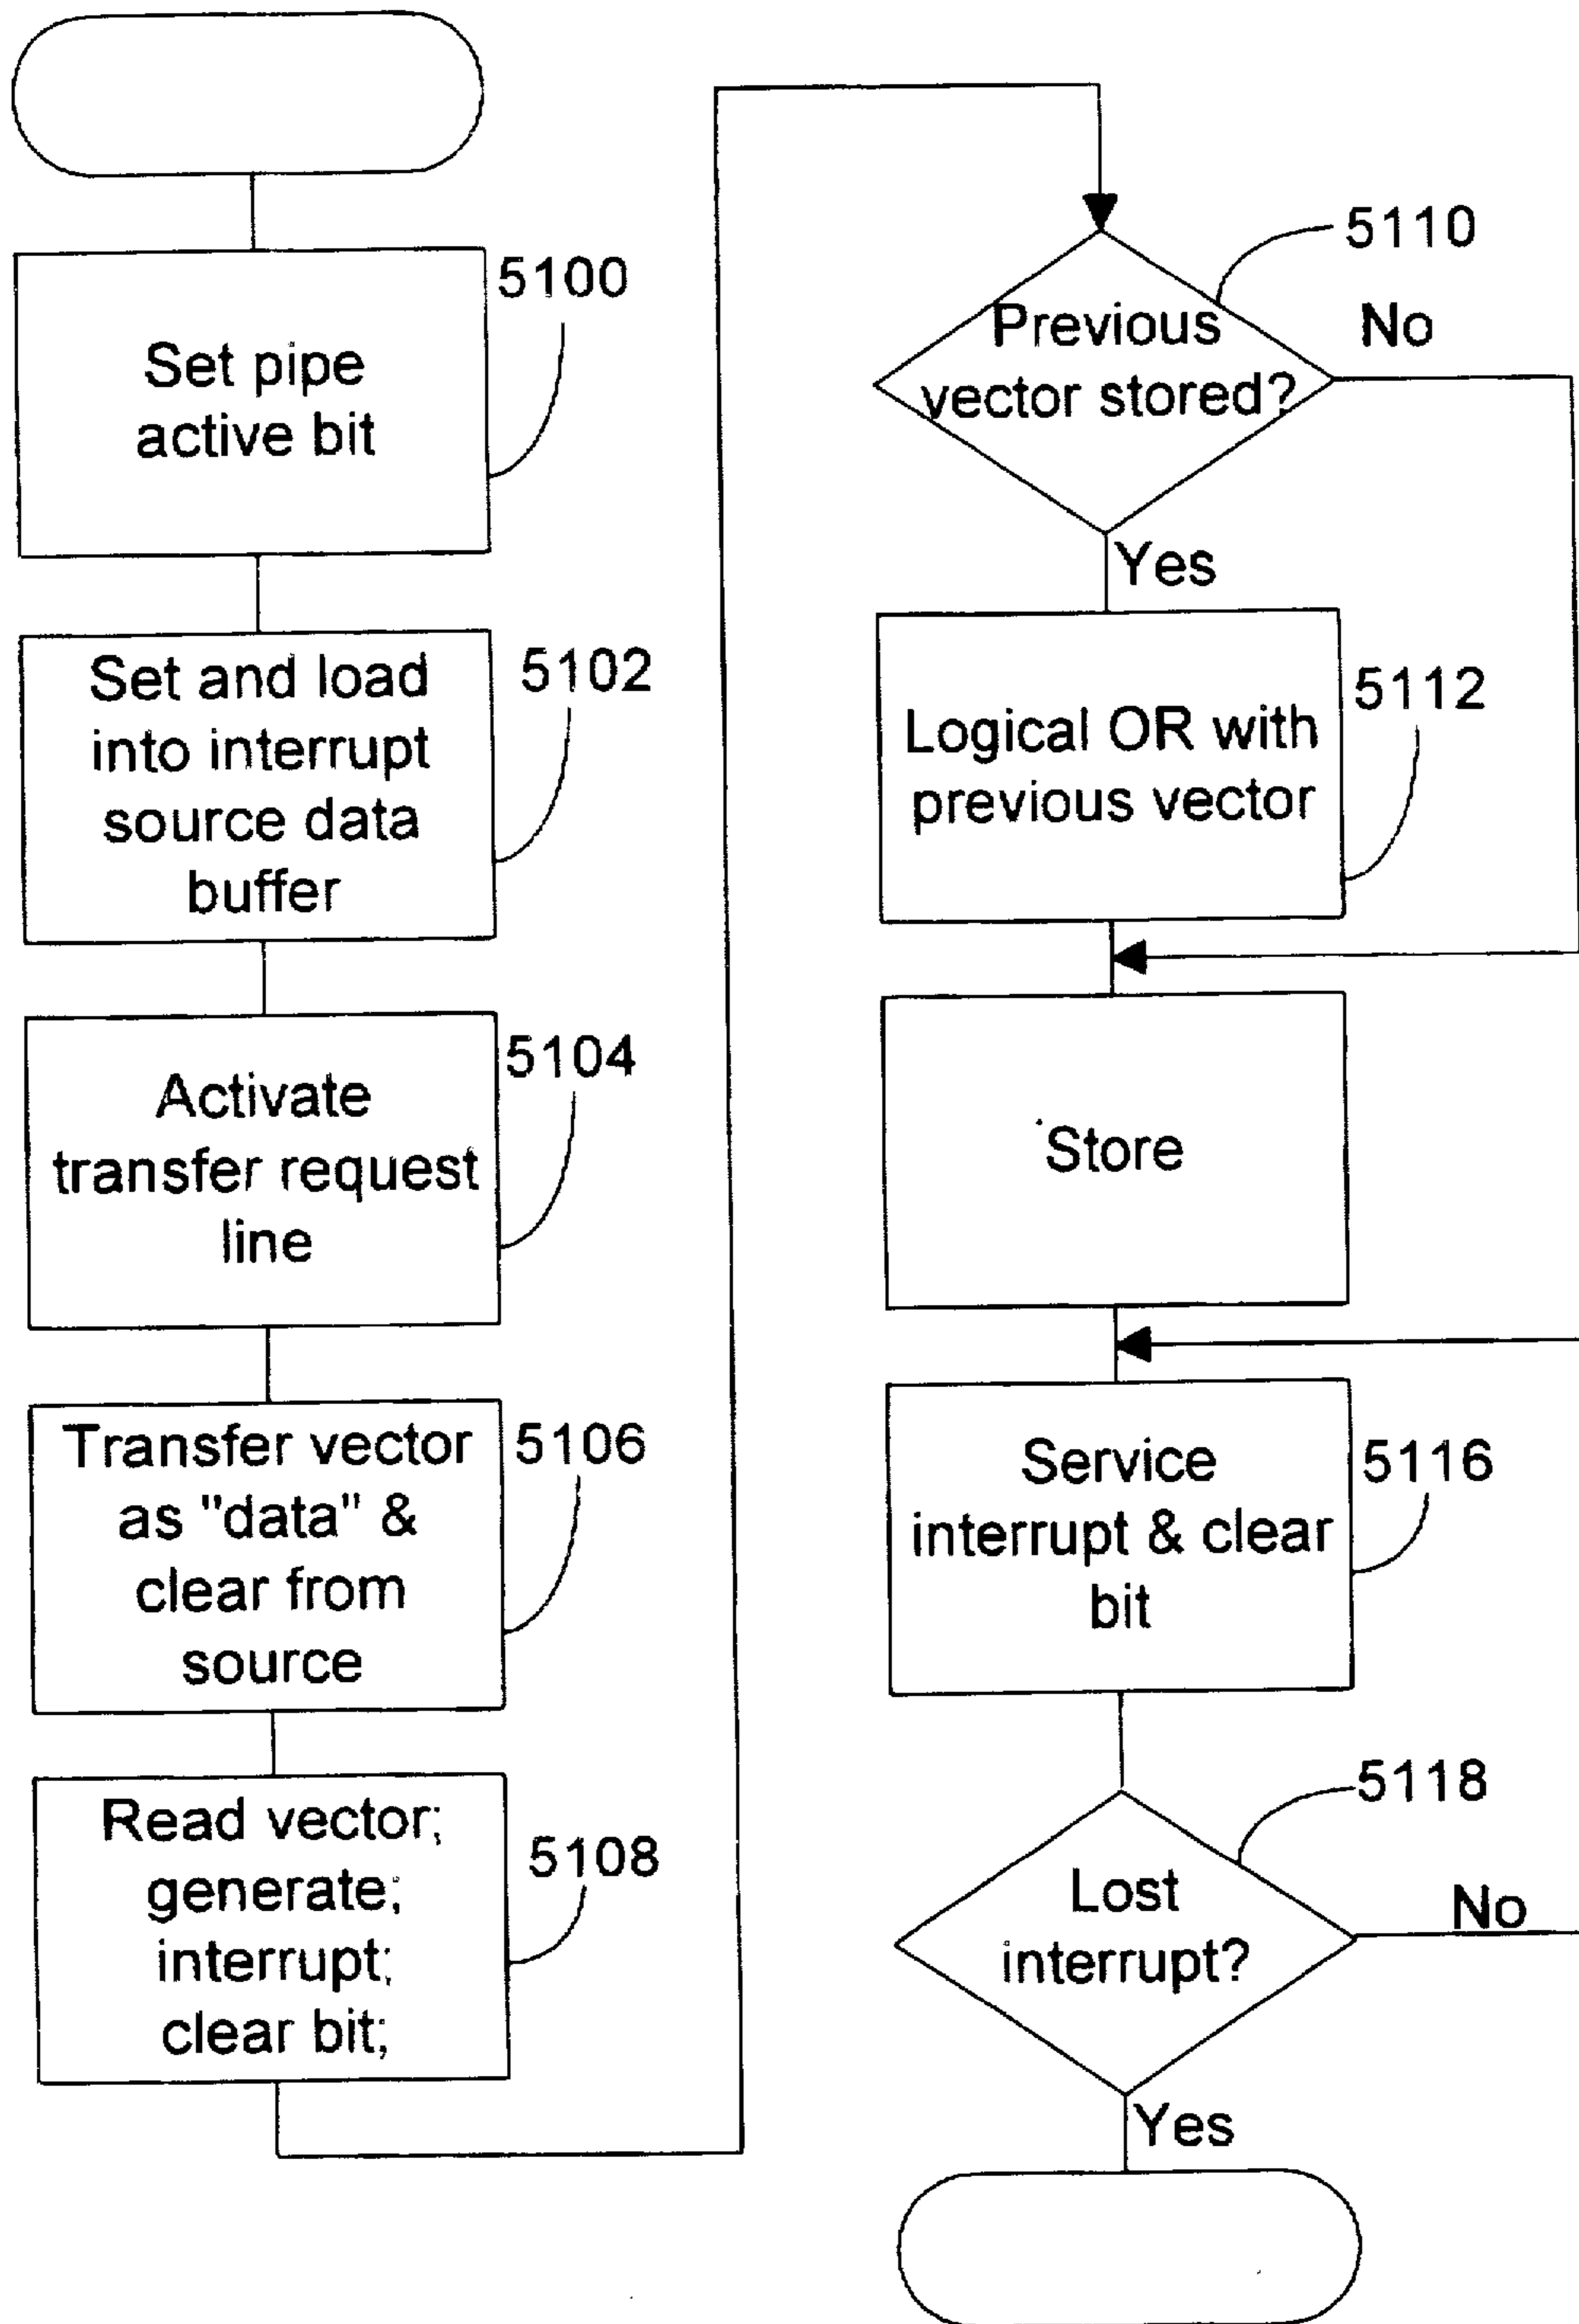 5100
Set pipe
active bit
5102
Set and load
into interrupt
source data
buffer
5104
Activate
transfer request
line
5106
Transfer vector
as "data" &
clear from
source
5108
Read vector;
generate;
interrupt;
clear bit;
5110
Previous
vector stored?
No
Yes
5112
Logical OR with
previous vector
Store
5116
Service
interrupt & clear
bit
5118
Lost
interrupt?
No
Yes